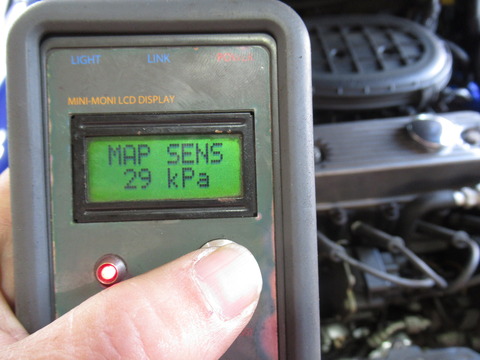 LIGHT LINK
MINI-MONI LCD DISPLAY
MAP SENS
29 kPa